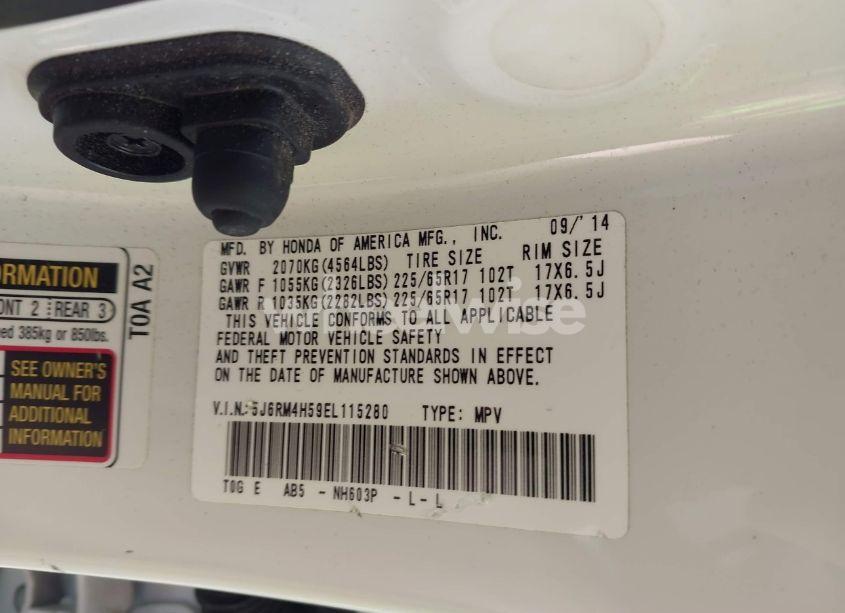 MFD. BY HONDA OF AMERICA MFG., INC. 09/'14
GVWR 2070KG(4564LBS) TIRE SIZE RIM SIZE
GAWR F 1055KG(2326LBS) 225/65R17 102T 17X6.5J
GAWR R 1035KG(2282LBS) 225/65R17 102T 17X6.5J
THIS VEHICLE CONFORMS TO ALL APPLICABLE
FEDERAL MOTOR VEHICLE SAFETY
AND THEFT PREVENTION STANDARDS IN EFFECT
ON THE DATE OF MANUFACTURE SHOWN ABOVE.
V.I.N.:5J6RM4H59EL115280 TYPE: MPV
T0G E AB5 - NH603P - L- L
ORMATION
ONT 2 REAR 3
eed 385kg or 850lbs.
SEE OWNER'S
MANUAL FOR
ADDITIONAL
INFORMATION
T0A A2